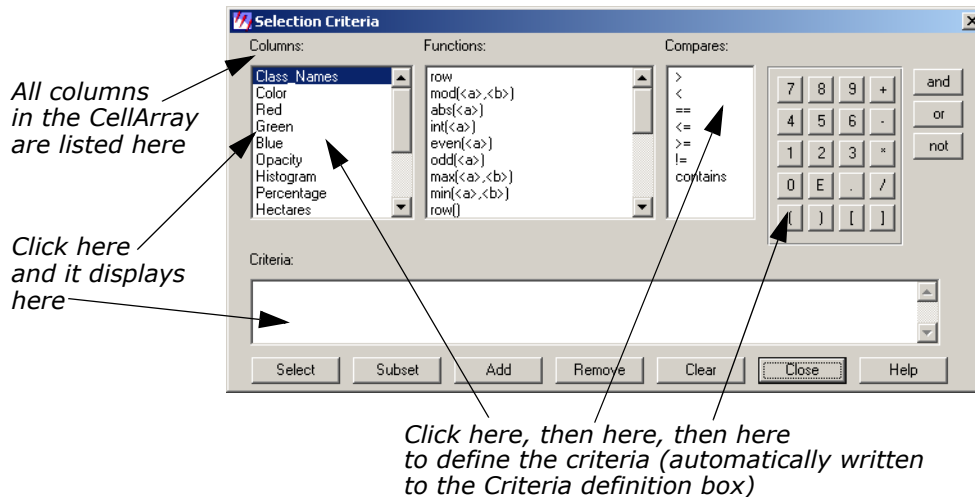 Selection Criteria
Columns:
Functions:
Compares:
Class_Names
Color
Red
Green
Blue
Opacity
Histogram
Percentage
Hectares
row
mod(<a>,<b>)
abs(<a>)
int(<a>)
even(<a>)
odd(<a>)
max(<a>,<b>)
min(<a>,<b>)
row()
>
<
==
<=
>=
!=
contains
7 8 9 +
4 5 6 -
1 2 3 *
0 E . /
( ) [ ]
and
or
not
Criteria:
Select Subset Add Remove Clear Close Help
All columns
in the CellArray
are listed here
Click here
and it displays
here
Click here, then here, then here
to define the criteria (automatically written
to the Criteria definition box)